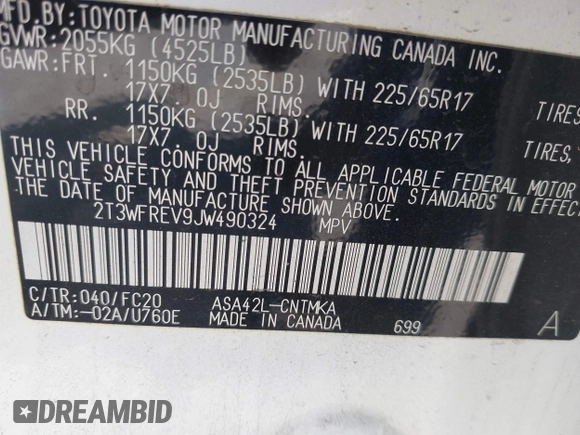 MFD.BY:TOYOTA MOTOR MANUFACTURING CANADA INC.
GVWR:2055KG (4525LB)
GAWR:FRT. 1150KG (2535LB) WITH 225/65R17 TIRES
17X7.0J RIMS.
RR. 1150KG (2535LB) WITH 225/65R17 TIRES,
17X7.0J RIMS.
THIS VEHICLE CONFORMS TO ALL APPLICABLE FEDERAL MOTOR
VEHICLE SAFETY AND THEFT PREVENTION STANDARDS IN EFFEC
THE DATE OF MANUFACTURE SHOWN ABOVE.
2T3WFREV9JW490324 MPV
C/TR:040/FC20 ASA42L-CNTMKA
A/TM:-02A/U760E MADE IN CANADA 699 A
DREAMBID